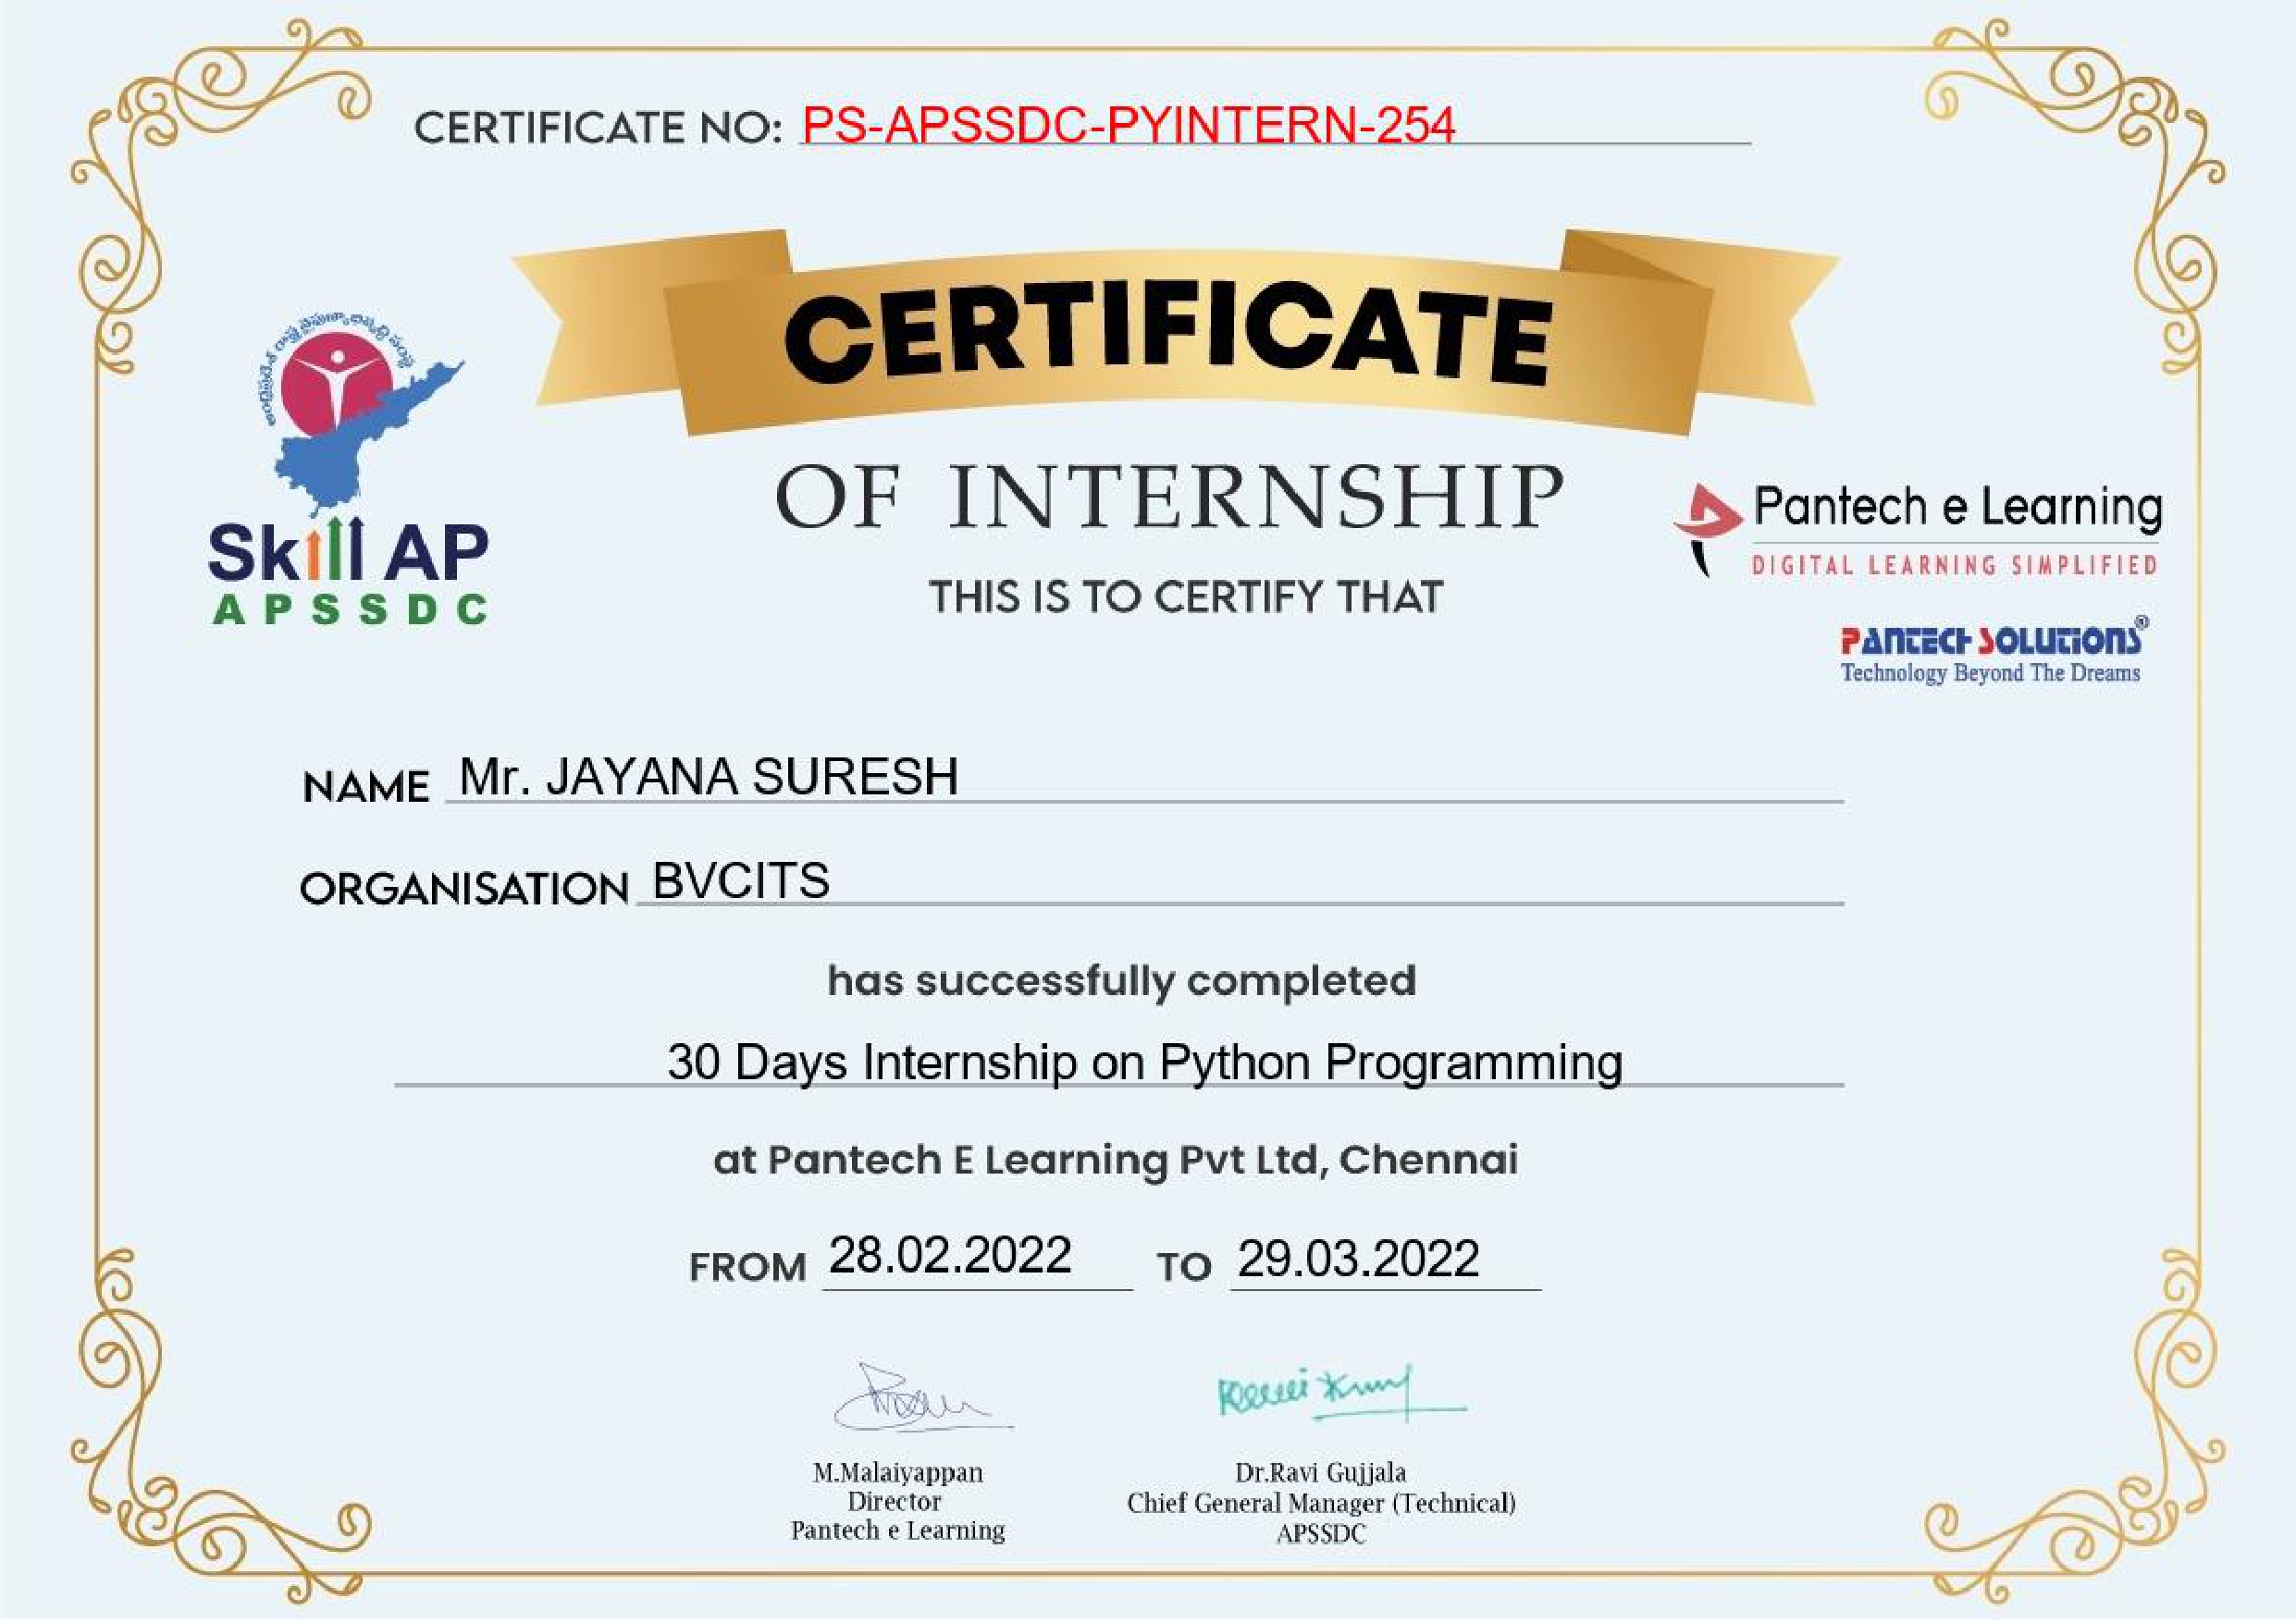 CERTIFICATE NO: PS-APSSDC-PYINTERN-254
CERTIFICATE
OF INTERNSHIP
THIS IS TO CERTIFY THAT
ఆంధ్రప్రదేశ్ రాష్ట్ర నైపుణ్యాభివృద్ధి సంస్థ
Skill AP
APSSDC
Pantech e Learning
DIGITAL LEARNING SIMPLIFIED
PANTECH SOLUTIONS®
Technology Beyond The Dreams
NAME Mr. JAYANA SURESH
ORGANISATION BVCITS
has successfully completed
30 Days Internship on Python Programming
at Pantech E Learning Pvt Ltd, Chennai
FROM 28.02.2022 TO 29.03.2022
M.Malaiyappan
Director
Pantech e Learning
Dr.Ravi Gujjala
Chief General Manager (Technical)
APSSDC